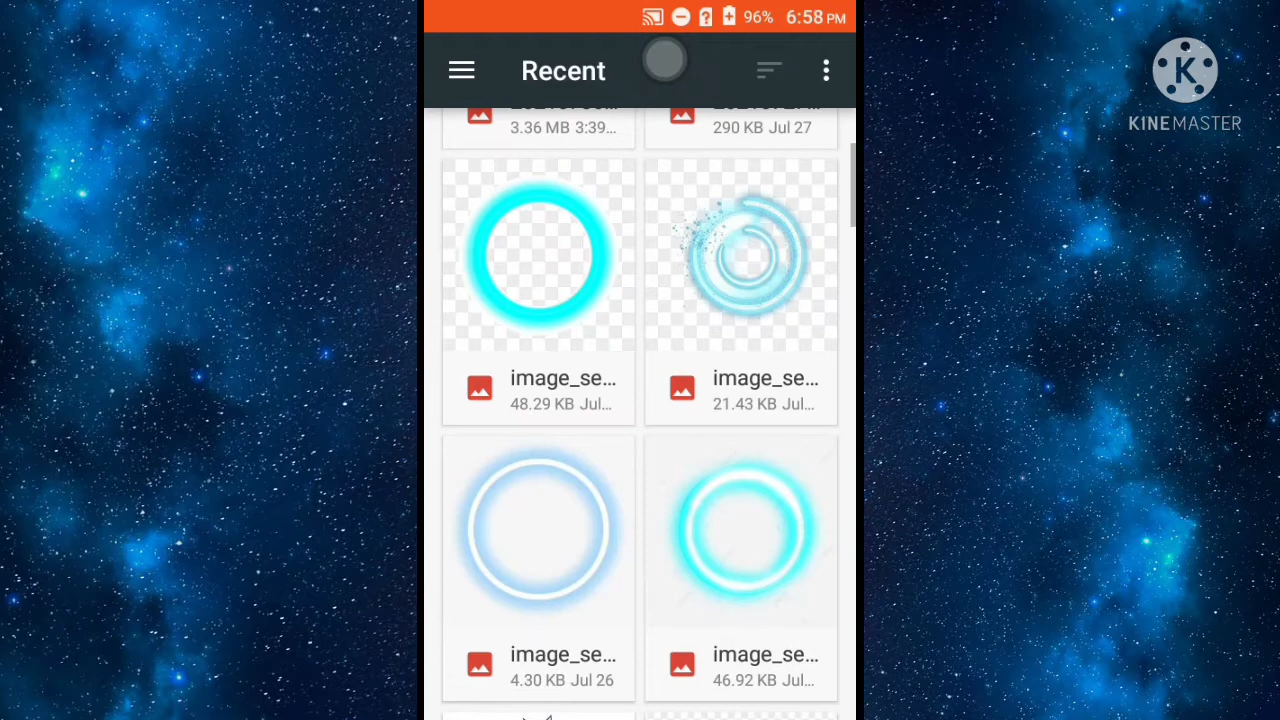 96% 6:58 PM
Recent
3.36 MB 3:39...
290 KB Jul 27
image_se...
image_se...
48.29 KB Jul...
21.43 KB Jul...
image_se...
image_se...
4.30 KB Jul 26
46.92 KB Jul...
K
KINEMASTER